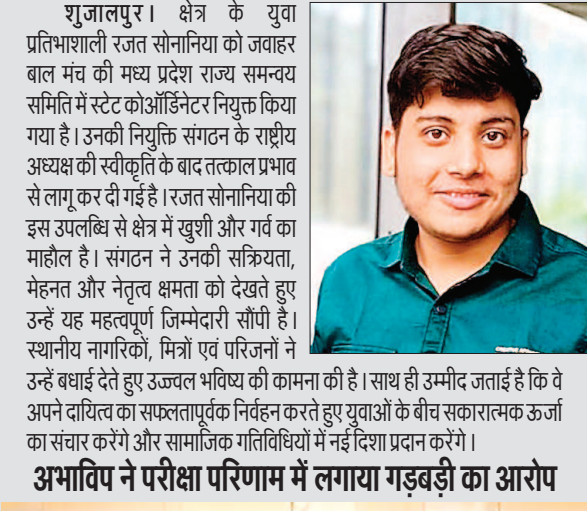 शुजालपुर। क्षेत्र के युवा
प्रतिभाशाली रजत सोनानिया को जवाहर
बाल मंच की मध्य प्रदेश राज्य समन्वय
समिति में स्टेट कोऑर्डिनेटर नियुक्त किया
गया है। उनकी नियुक्ति संगठन के राष्ट्रीय
अध्यक्ष की स्वीकृति के बाद तत्काल प्रभाव
से लागू कर दी गई है।रजत सोनानिया की
इस उपलब्धि से क्षेत्र में खुशी और गर्व का
माहौल है। संगठन ने उनकी सक्रियता,
मेहनत और नेतृत्व क्षमता को देखते हुए
उन्हें यह महत्वपूर्ण जिम्मेदारी सौंपी है।
स्थानीय नागरिकों, मित्रों एवं परिजनों ने
उन्हें बधाई देते हुए उज्ज्वल भविष्य की कामना की है। साथ ही उम्मीद जताई है कि वे
अपने दायित्व का सफलतापूर्वक निर्वहन करते हुए युवाओं के बीच सकारात्मक ऊर्जा
का संचार करेंगे और सामाजिक गतिविधियों में नई दिशा प्रदान करेंगे।
अभाविप ने परीक्षा परिणाम में लगाया गड़बड़ी का आरोप